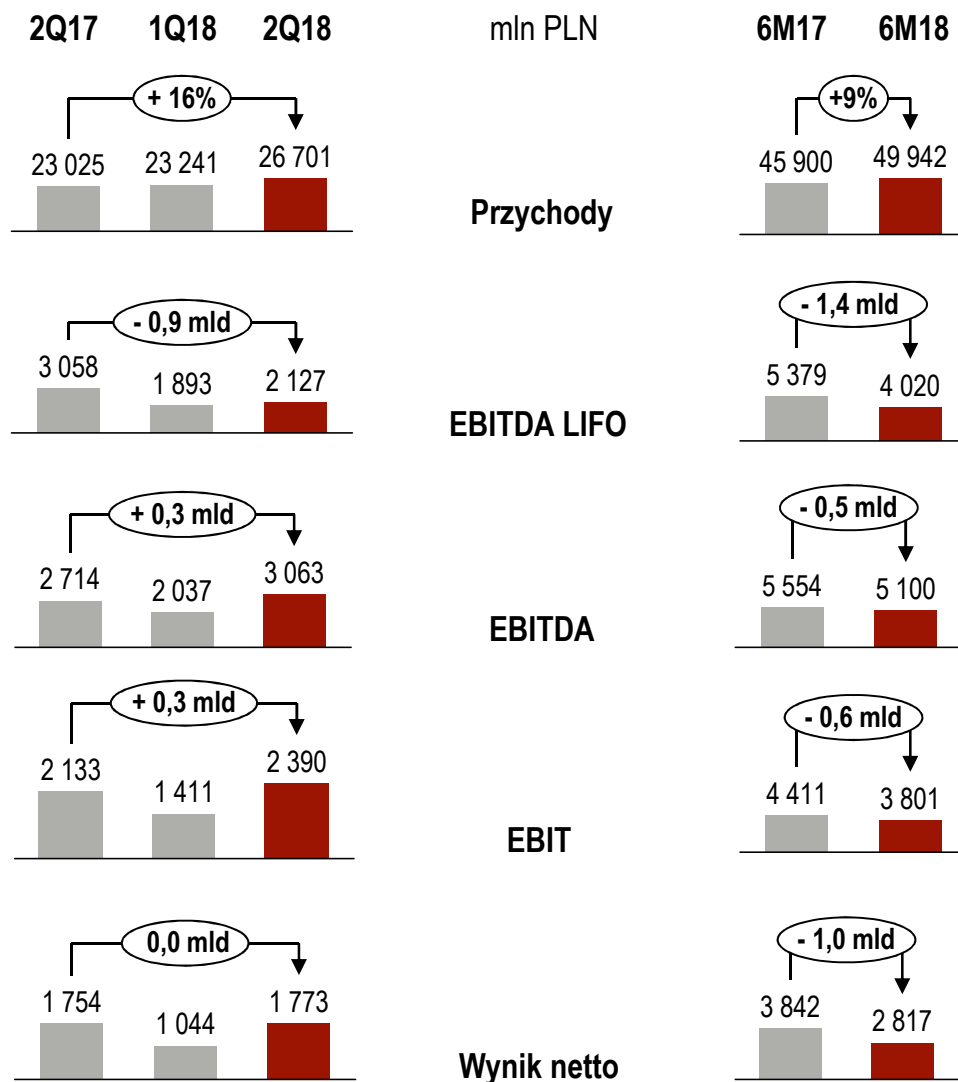 2Q17 1Q18 2Q18 mln PLN 6M17 6M18
+ 16% +9%
23 025 23 241 26 701 45 900 49 942
Przychody
- 0,9 mld - 1,4 mld
3 058 1 893 2 127 5 379 4 020
EBITDA LIFO
+ 0,3 mld - 0,5 mld
2 714 2 037 3 063 5 554 5 100
EBITDA
+ 0,3 mld - 0,6 mld
2 133 1 411 2 390 4 411 3 801
EBIT
0,0 mld - 1,0 mld
1 754 1 044 1 773 3 842 2 817
Wynik netto